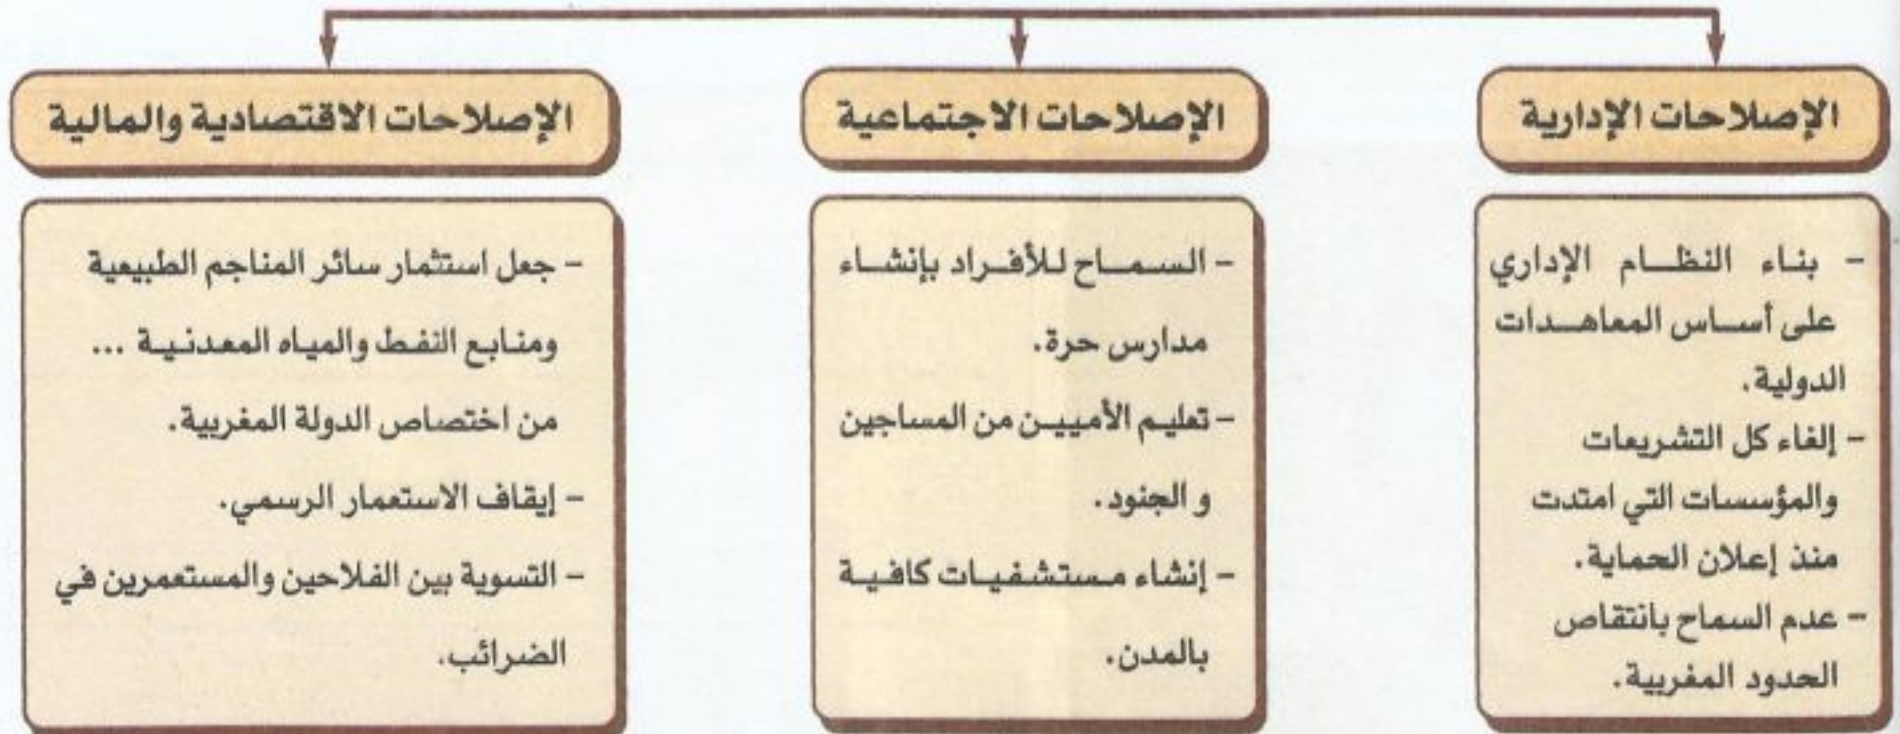 الإصلاحات الإدارية
- بناء النظام الإداري
على أساس المعاهدات
الدولية.
- إلغاء كل التشريعات
والمؤسسات التي امتدت
منذ إعلان الحماية.
- عدم السماح بانتقاص
الحدود المغربية.
الإصلاحات الاجتماعية
- السماح للأفراد بإنشاء
مدارس حرة.
- تعليم الأميين من المساجين
و الجنود.
- إنشاء مستشفيات كافية
بالمدن.
الإصلاحات الاقتصادية والمالية
- جعل استثمار سائر المناجم الطبيعية
ومنابع النفط والمياه المعدنية ...
من اختصاص الدولة المغربية.
- إيقاف الاستعمار الرسمي.
- التسوية بين الفلاحين والمستعمرين في
الضرائب.